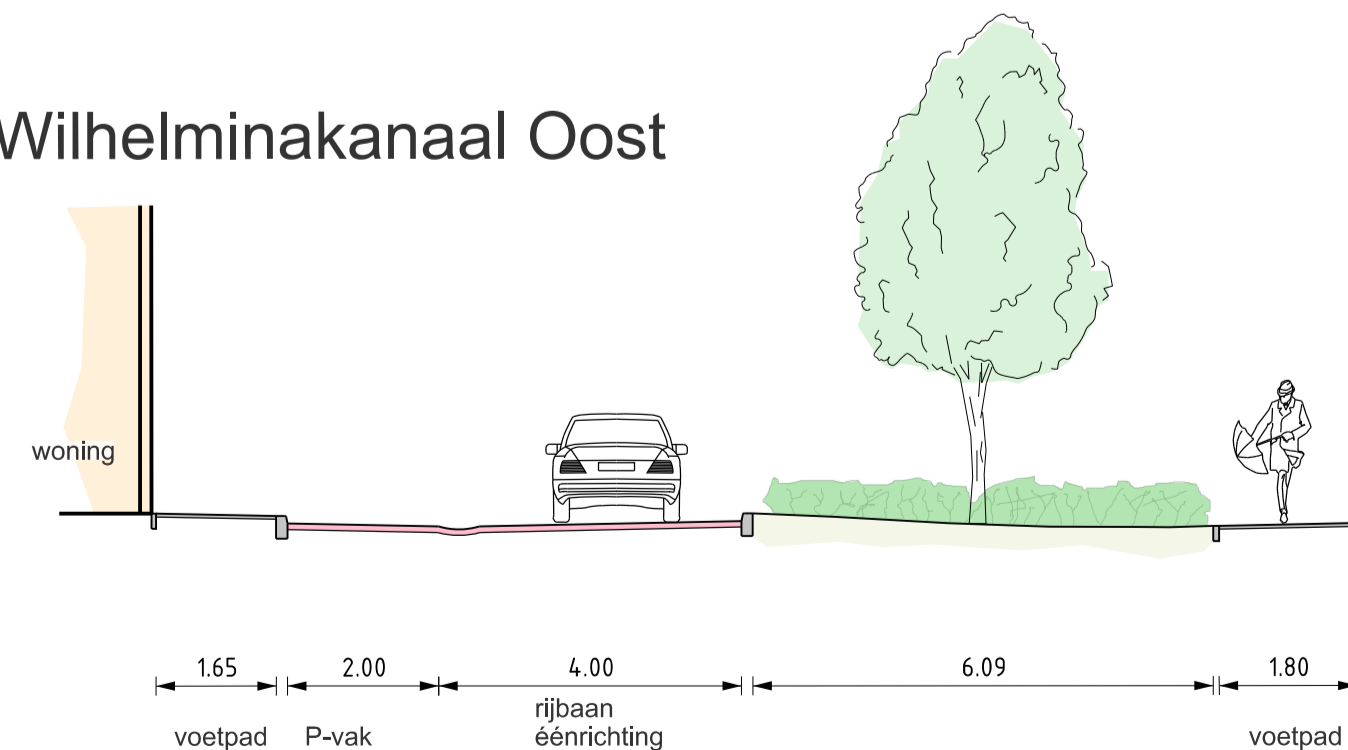 Wilhelminakanaal Oost
woning
1.65 2.00 4.00 6.09 1.80
voetpad P-vak rijbaan voetpad
éénrichting